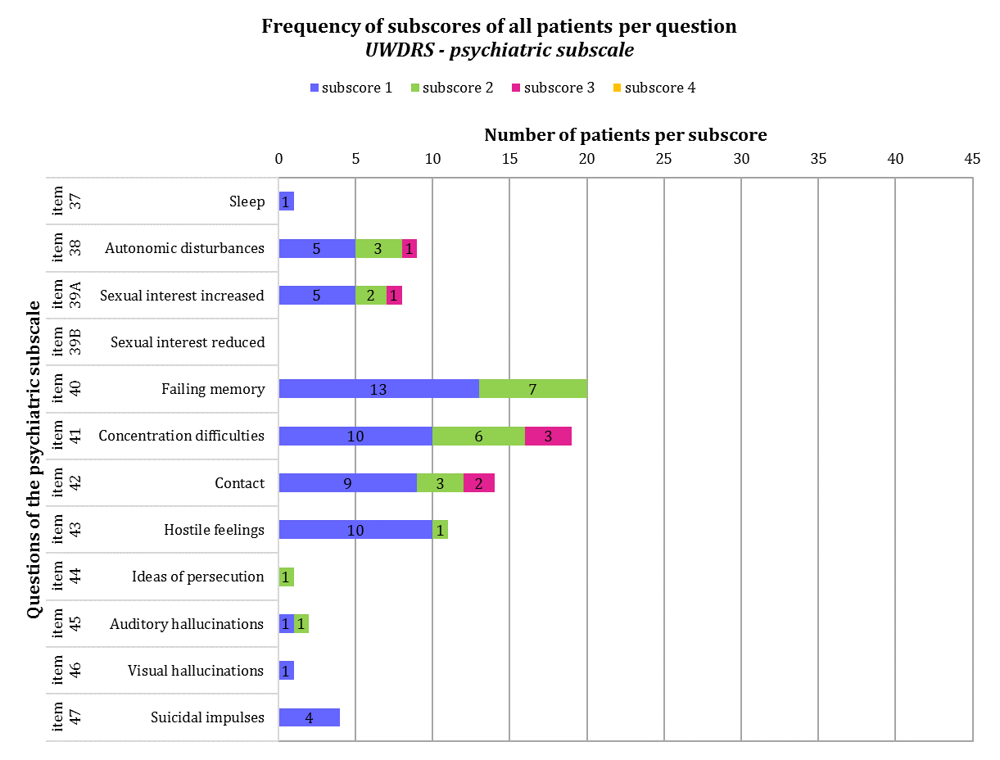 Frequency of subscores of all patients per question
UWDRS - psychiatric subscale
subscore 1 subscore 2 subscore 3 subscore 4
Number of patients per subscore
0 5 10 15 20 25 30 35 40 45
Questions of the psychiatric subscale
item 37 Sleep 1
item 38 Autonomic disturbances 5 3 1
item 39A Sexual interest increased 5 2 1
item 39B Sexual interest reduced
item 40 Failing memory 13 7
item 41 Concentration difficulties 10 6 3
item 42 Contact 9 3 2
item 43 Hostile feelings 10 1
item 44 Ideas of persecution 1
item 45 Auditory hallucinations 1 1
item 46 Visual hallucinations 1
item 47 Suicidal impulses 4